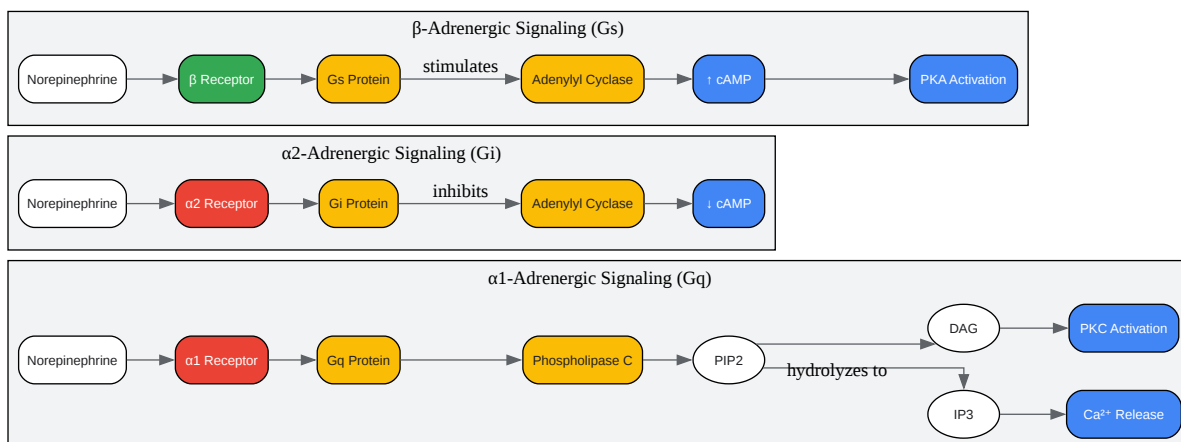 β-Adrenergic Signaling (Gs)
Norepinephrine
β Receptor
Gs Protein
stimulates
Adenylyl Cyclase
↑ cAMP
PKA Activation
α2-Adrenergic Signaling (Gi)
Norepinephrine
α2 Receptor
Gi Protein
inhibits
Adenylyl Cyclase
↓ cAMP
α1-Adrenergic Signaling (Gq)
Norepinephrine
α1 Receptor
Gq Protein
Phospholipase C
PIP2
hydrolyzes to
DAG
PKC Activation
IP3
Ca²⁺ Release